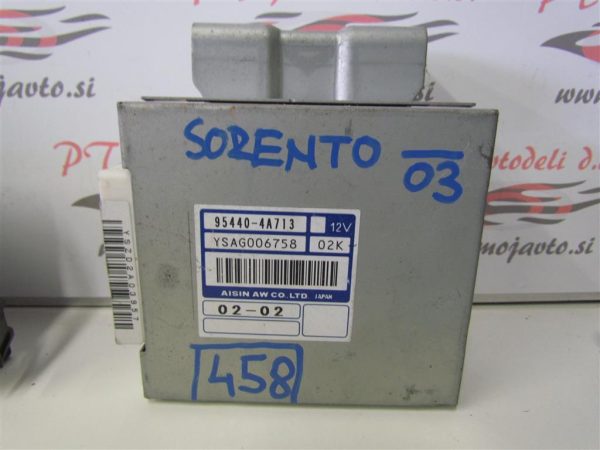 mojavto.si
www.mojavto.si
PT
avtodeli d.
SORENTO 03
95440-4A713 12V
YSAG006758 02K
AISIN AW CO.,LTD. JAPAN
02-02
458